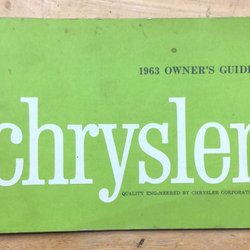 1963 OWNER'S GUIDE
chrysler
QUALITY ENGINEERED BY CHRYSLER CORPORATION